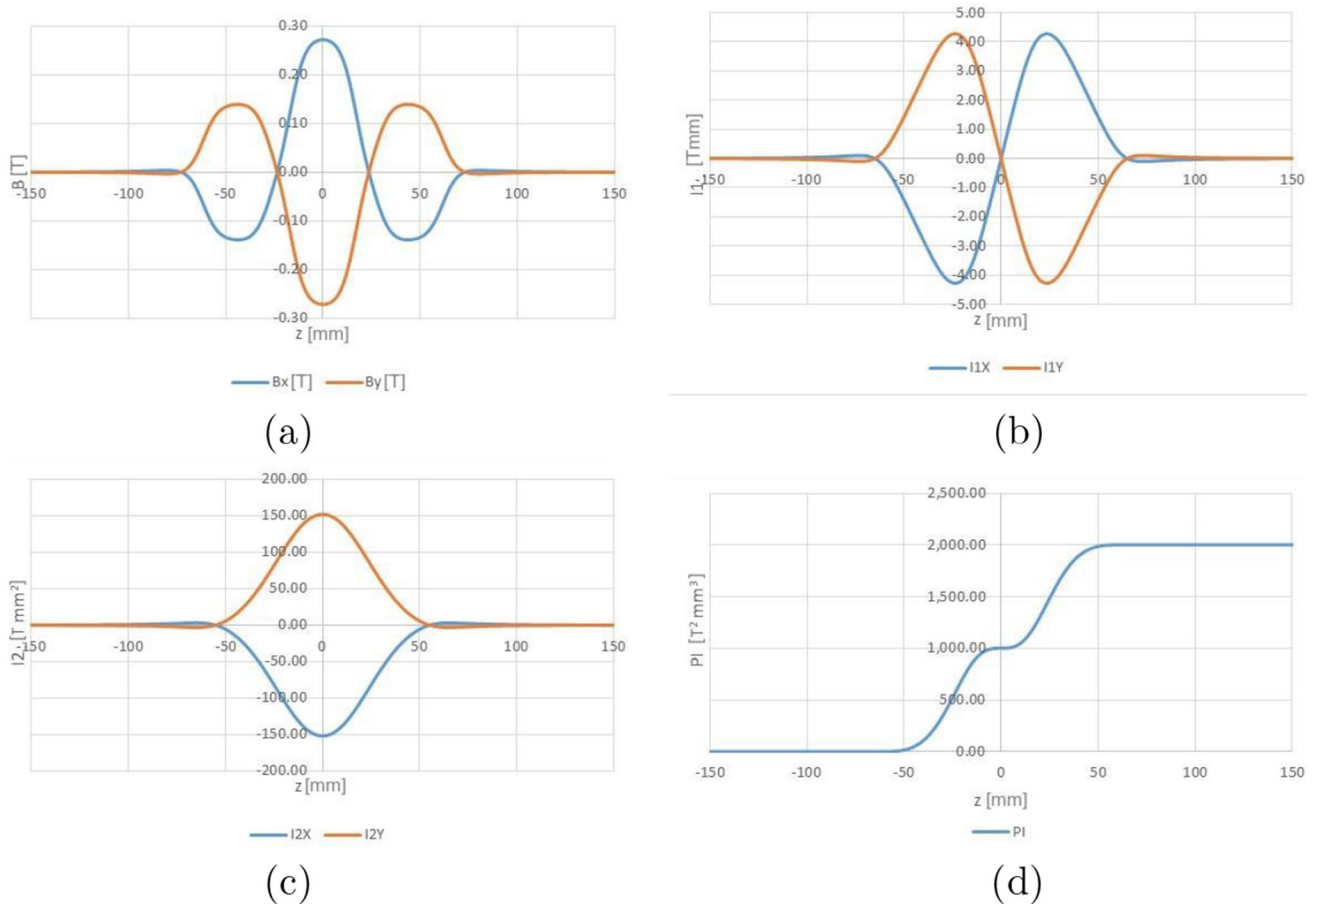 0.30
0.20
0.10
0.00
-0.10
-0.20
-0.30
-150 -100 -50 0 50 100 150
B [T]
z [mm]
Bx [T] By [T]
(a)
5.00
4.00
3.00
2.00
1.00
0.00
-1.00
-2.00
-3.00
-4.00
-5.00
-150 -100 -50 0 50 100 150
I1, [Tmm]
z [mm]
I1X I1Y
(b)
200.00
150.00
100.00
50.00
0.00
-50.00
-100.00
-150.00
-200.00
-150 -100 -50 0 50 100 150
I2, [T mm²]
z [mm]
I2X I2Y
(c)
2,500.00
2,000.00
1,500.00
1,000.00
500.00
0.00
-150 -100 -50 0 50 100 150
PI [T² mm³]
z [mm]
PI
(d)